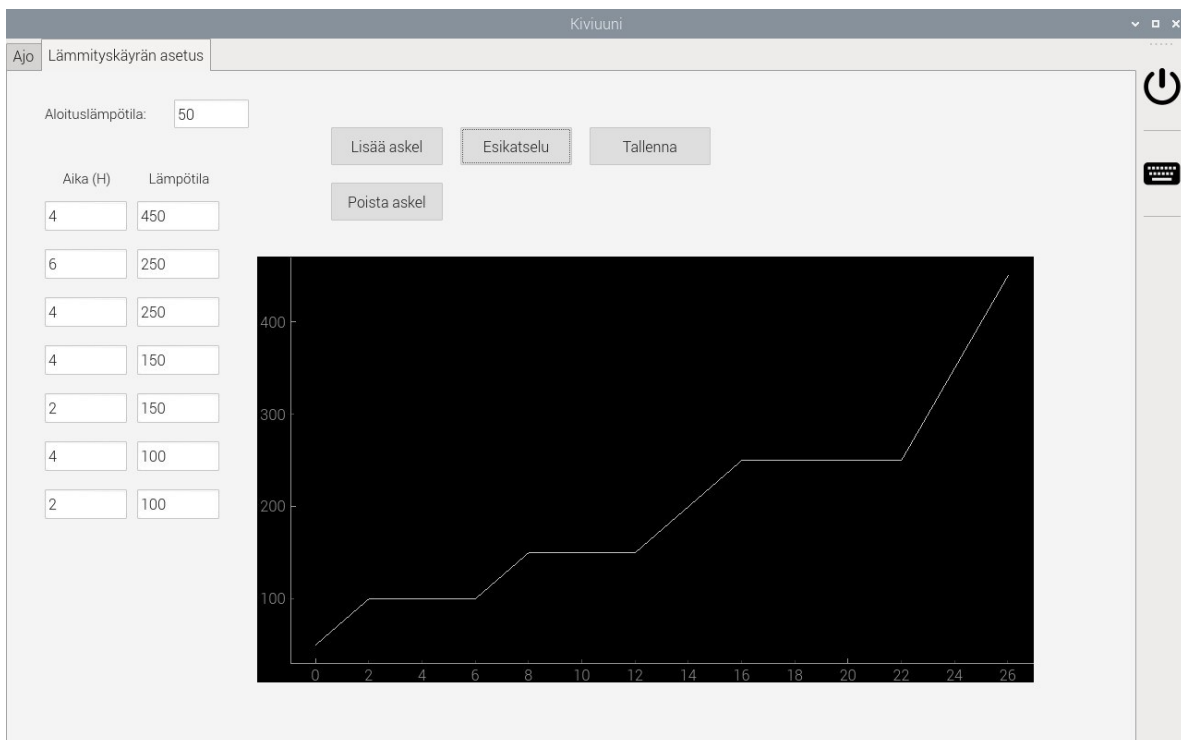 Kiviuuni
Ajo Lämmityskäyrän asetus
Aloituslämpötila: 50
Lisää askel Esikatselu Tallenna
Aika (H) Lämpötila
Poista askel
4 450
6 250
4 250
4 150
2 150
4 100
2 100
400
300
200
100
0 2 4 6 8 10 12 14 16 18 20 22 24 26